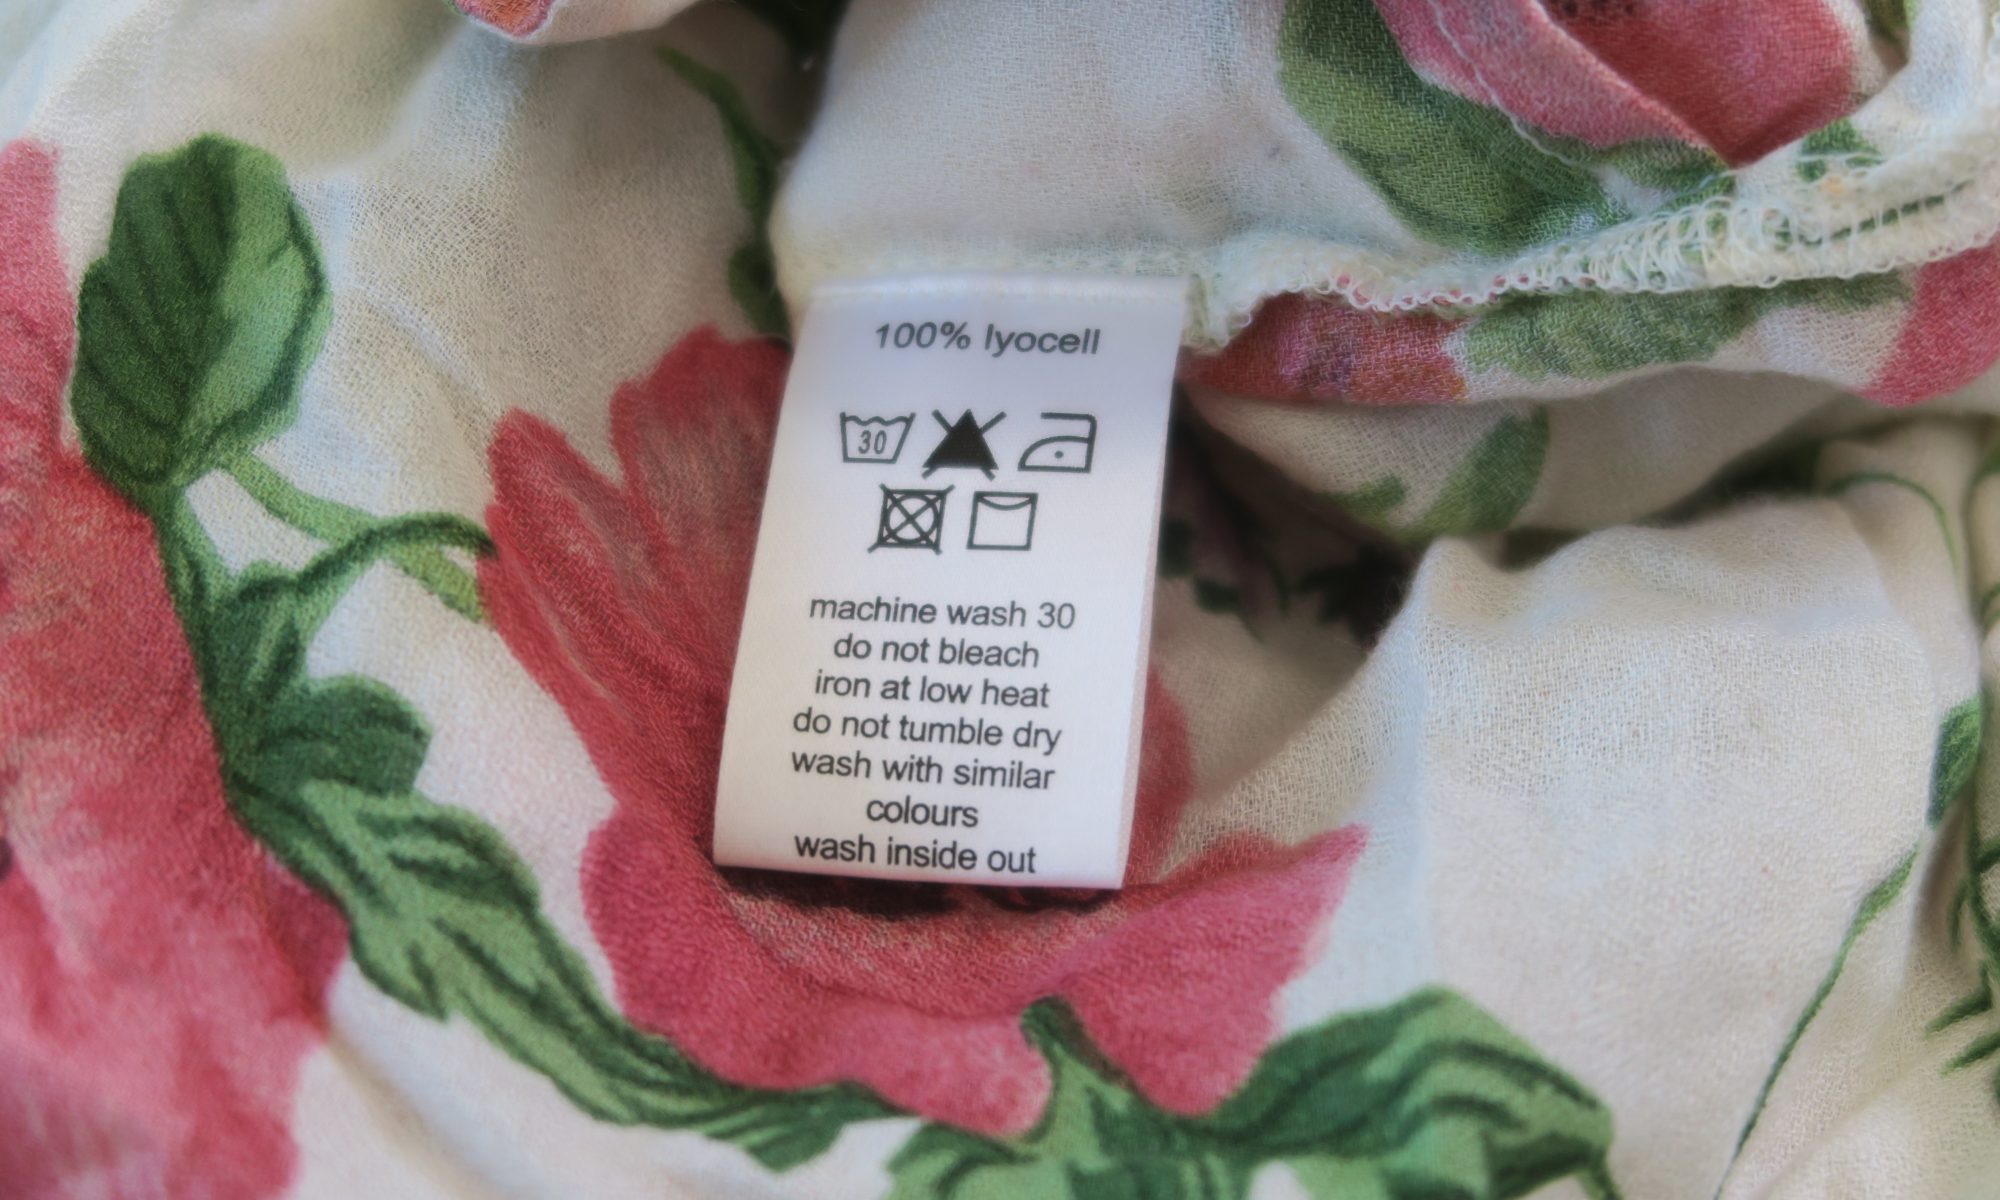 100% lyocell
30
machine wash 30
do not bleach
iron at low heat
do not tumble dry
wash with similar
colours
wash inside out